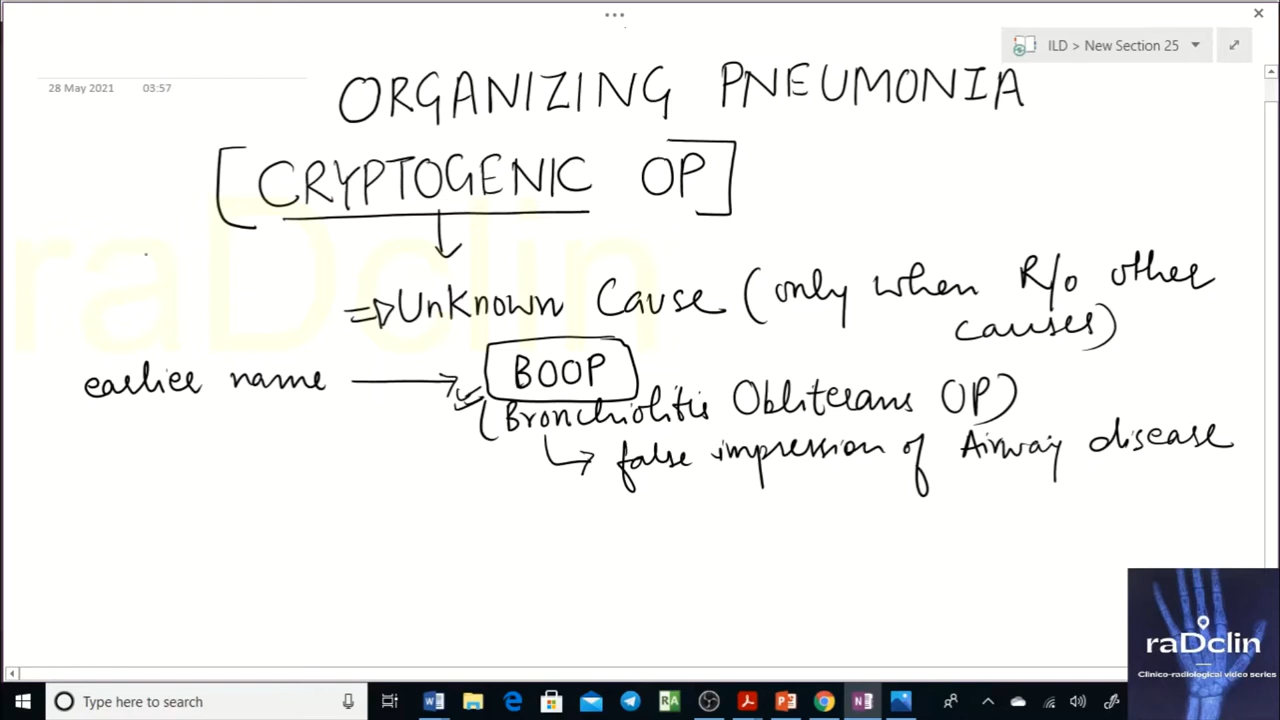 ILD > New Section 25
28 May 2021 03:57
ORGANIZING PNEUMONIA
[CRYPTOGENIC OP]
⇒ Unknown Cause (only when R/o other
causes)
earlier name → BOOP
(Bronchiolitis Obliterans OP)
↳ false impression of Airway disease
raDclin
raDclin
Clinico-radiological video series
Type here to search